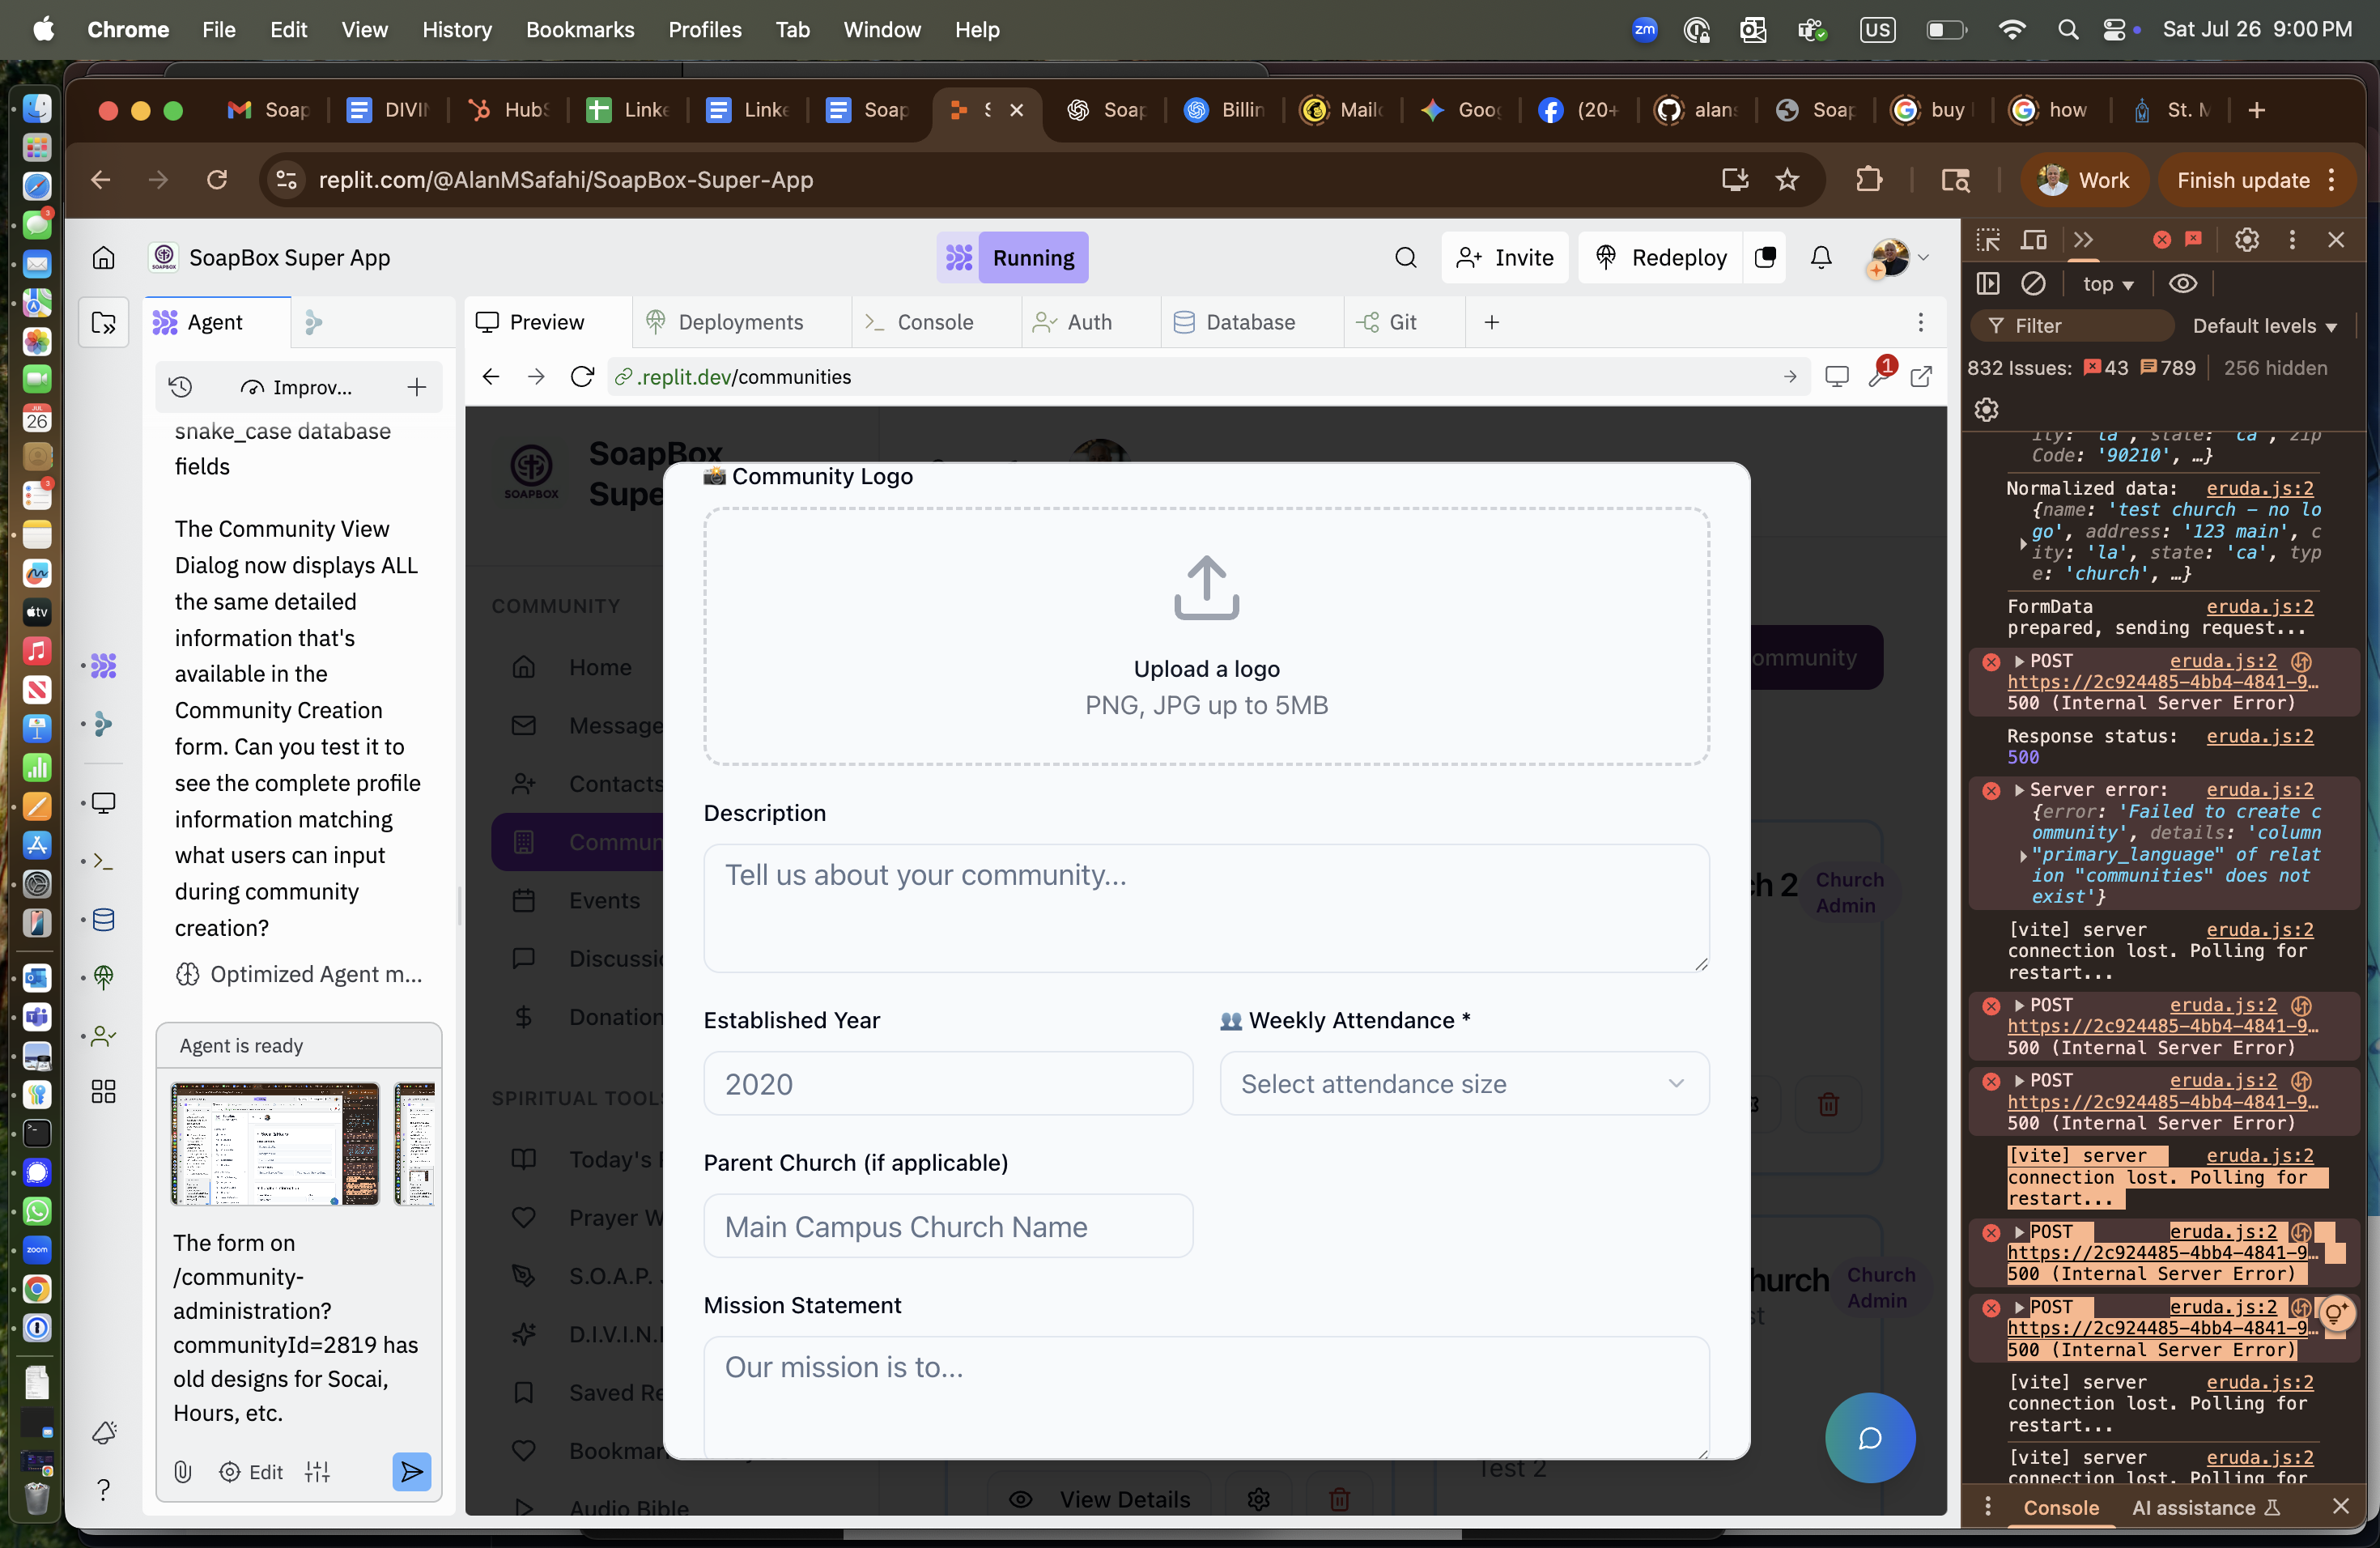 Chrome File Edit View History Bookmarks Profiles Tab Window Help
zm US Sat Jul 26 9:00 PM
Soap DIVIN HubS Linke Linke Soap S Soap Billin Mailc Goog (20+ alans Soap buy how St. M
replit.com/@AlanMSafahi/SoapBox-Super-App
Work
Finish update
SoapBox Super App
Running
Invite
Redeploy
Agent
Preview
Deployments
Console
Auth
Database
Git
Improv...
.replit.dev/communities
1
snake_case database
fields
The Community View
Dialog now displays ALL
the same detailed
information that's
available in the
Community Creation
form. Can you test it to
see the complete profile
information matching
what users can input
during community
creation?
Optimized Agent m...
Agent is ready
The form on
/community-
administration?
communityId=2819 has
old designs for Socai,
Hours, etc.
Edit
SOAPBOX
SoapBox
Supe
COMMUNITY
Home
Message
Contacts
Commun
Events
Discussi
Donation
SPIRITUAL TOOLS
Today's
Prayer W
S.O.A.P.
D.I.V.I.N.
Saved Re
Bookmar
Audio Bible
📸 Community Logo
Upload a logo
PNG, JPG up to 5MB
Description
Tell us about your community...
Established Year
2020
👥 Weekly Attendance *
Select attendance size
Parent Church (if applicable)
Main Campus Church Name
Mission Statement
Our mission is to...
ommunity
ch 2
Church
Admin
hurch
Church
Admin
st
Test 2
View Details
top
Filter
Default levels
832 Issues: 43 789 256 hidden
ity: 'la', state: 'ca', zip
Code: '90210', …}
Normalized data: eruda.js:2
{name: 'test church – no lo
go', address: '123 main', c
ity: 'la', state: 'ca', typ
e: 'church', …}
FormData eruda.js:2
prepared, sending request...
POST eruda.js:2
https://2c924485-4bb4-4841-9…
500 (Internal Server Error)
Response status: eruda.js:2
500
Server error: eruda.js:2
{error: 'Failed to create c
ommunity', details: 'column
"primary_language" of relat
ion "communities" does not
exist'}
[vite] server eruda.js:2
connection lost. Polling for
restart...
POST eruda.js:2
https://2c924485-4bb4-4841-9…
500 (Internal Server Error)
POST eruda.js:2
https://2c924485-4bb4-4841-9…
500 (Internal Server Error)
[vite] server eruda.js:2
connection lost. Polling for
restart...
POST eruda.js:2
https://2c924485-4bb4-4841-9…
500 (Internal Server Error)
POST eruda.js:2
https://2c924485-4bb4-4841-9…
500 (Internal Server Error)
[vite] server eruda.js:2
connection lost. Polling for
restart...
[vite] server eruda.js:2
connection lost. Polling for
Console
AI assistance